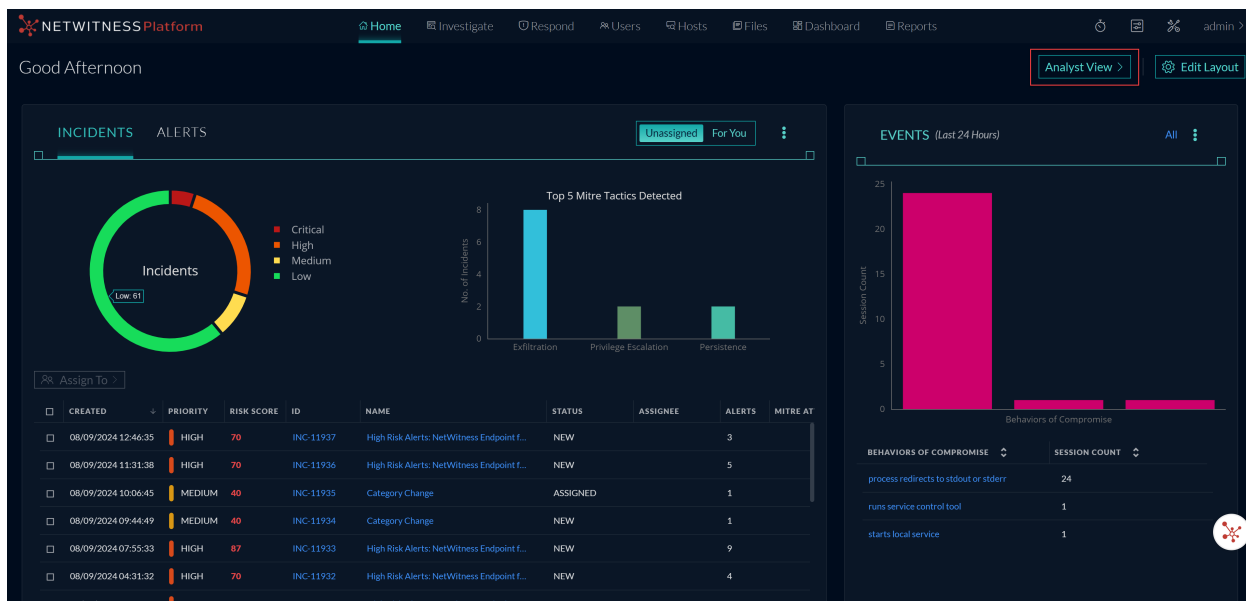 NETWITNESS Platform
Home Investigate Respond Users Hosts Files Dashboard Reports admin >
Good Afternoon
Analyst View >
Edit Layout
INCIDENTS ALERTS
Unassigned For You
Incidents
Low: 61
Critical
High
Medium
Low
Top 5 Mitre Tactics Detected
No. of Incidents
8
6
4
2
0
Exfiltration Privilege Escalation Persistence
Assign To >
CREATED PRIORITY RISK SCORE ID NAME STATUS ASSIGNEE ALERTS MITRE AT
08/09/2024 12:46:35 HIGH 70 INC-11937 High Risk Alerts: NetWitness Endpoint f... NEW 3
08/09/2024 11:31:38 HIGH 70 INC-11936 High Risk Alerts: NetWitness Endpoint f... NEW 5
08/09/2024 10:06:45 MEDIUM 40 INC-11935 Category Change ASSIGNED 1
08/09/2024 09:44:49 MEDIUM 40 INC-11934 Category Change NEW 1
08/09/2024 07:55:33 HIGH 87 INC-11933 High Risk Alerts: NetWitness Endpoint f... NEW 9
08/09/2024 04:31:32 HIGH 70 INC-11932 High Risk Alerts: NetWitness Endpoint f... NEW 4
EVENTS (Last 24 Hours) All
Session Count
25
20
15
10
5
0
Behaviors of Compromise
BEHAVIORS OF COMPROMISE SESSION COUNT
process redirects to stdout or stderr 24
runs service control tool 1
starts local service 1